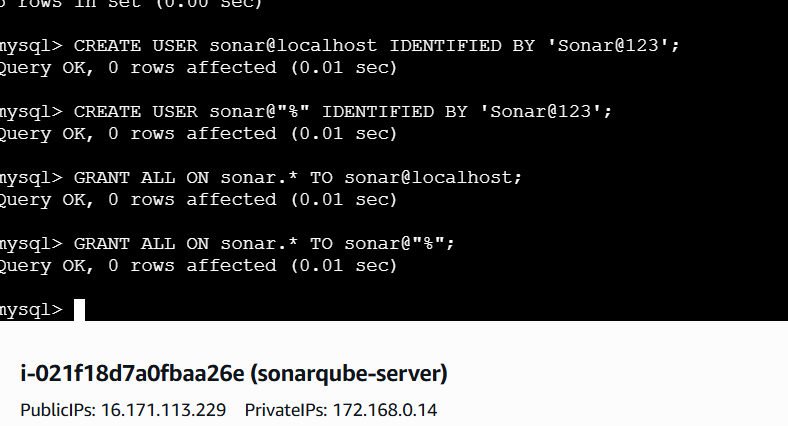 rows in set (0.00 sec)
mysql> CREATE USER sonar@localhost IDENTIFIED BY 'Sonar@123';
Query OK, 0 rows affected (0.01 sec)
mysql> CREATE USER sonar@"%" IDENTIFIED BY 'Sonar@123';
Query OK, 0 rows affected (0.01 sec)
mysql> GRANT ALL ON sonar.* TO sonar@localhost;
Query OK, 0 rows affected (0.01 sec)
mysql> GRANT ALL ON sonar.* TO sonar@"%";
Query OK, 0 rows affected (0.01 sec)
mysql>
i-021f18d7a0fbaa26e (sonarqube-server)
PublicIPs: 16.171.113.229 PrivateIPs: 172.168.0.14